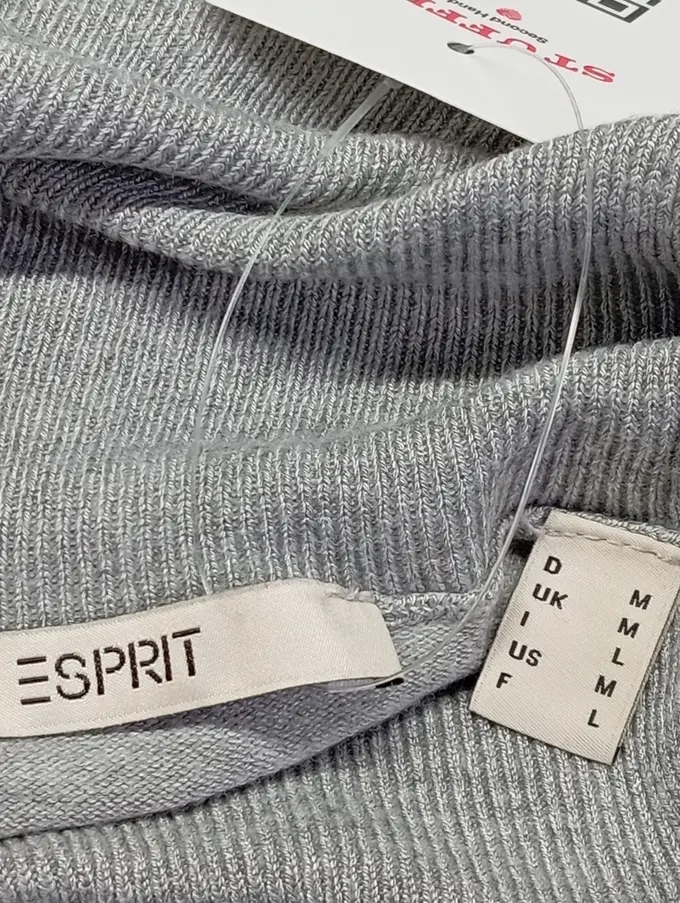 Second Hand
ESPRIT
D M
UK M
I L
US M
F L